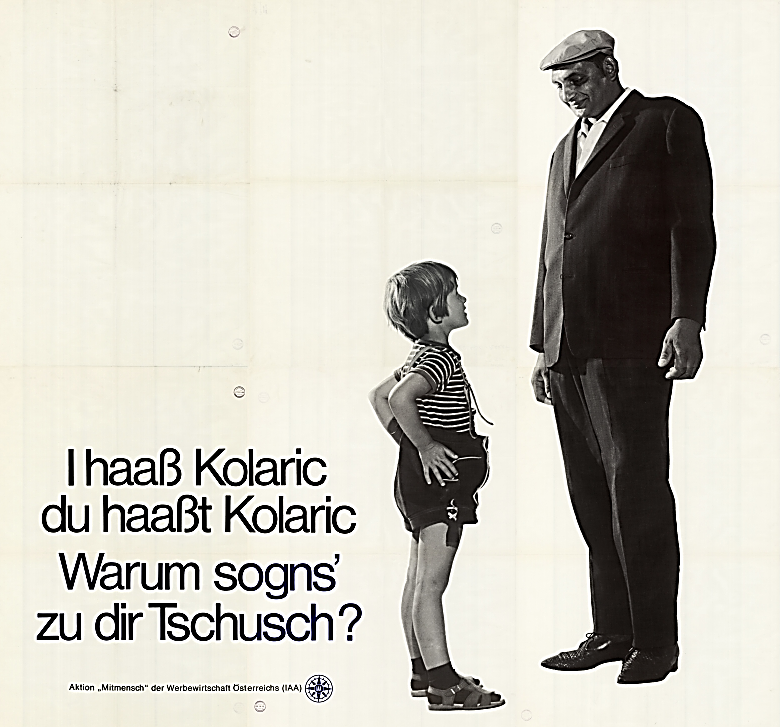 I haaß Kolaric
du haaßt Kolaric
Warum sogns'
zu dir Tschusch?
Aktion „Mitmensch“ der Werbewirtschaft Österreichs (IAA)